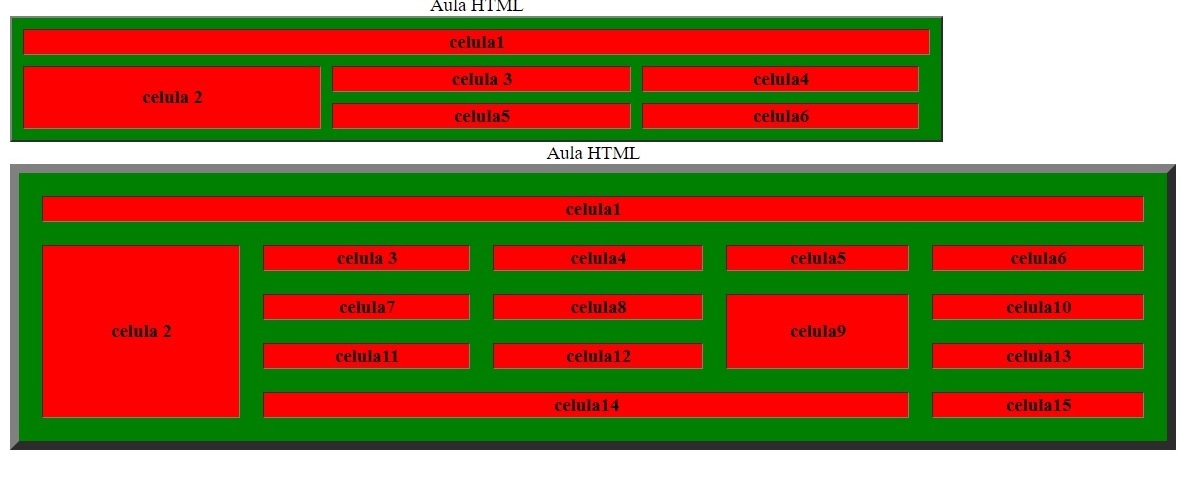 Aula HTML
celula1
celula 2
celula 3
celula4
celula5
celula6
Aula HTML
celula1
celula 2
celula 3
celula4
celula5
celula6
celula7
celula8
celula9
celula10
celula11
celula12
celula13
celula14
celula15